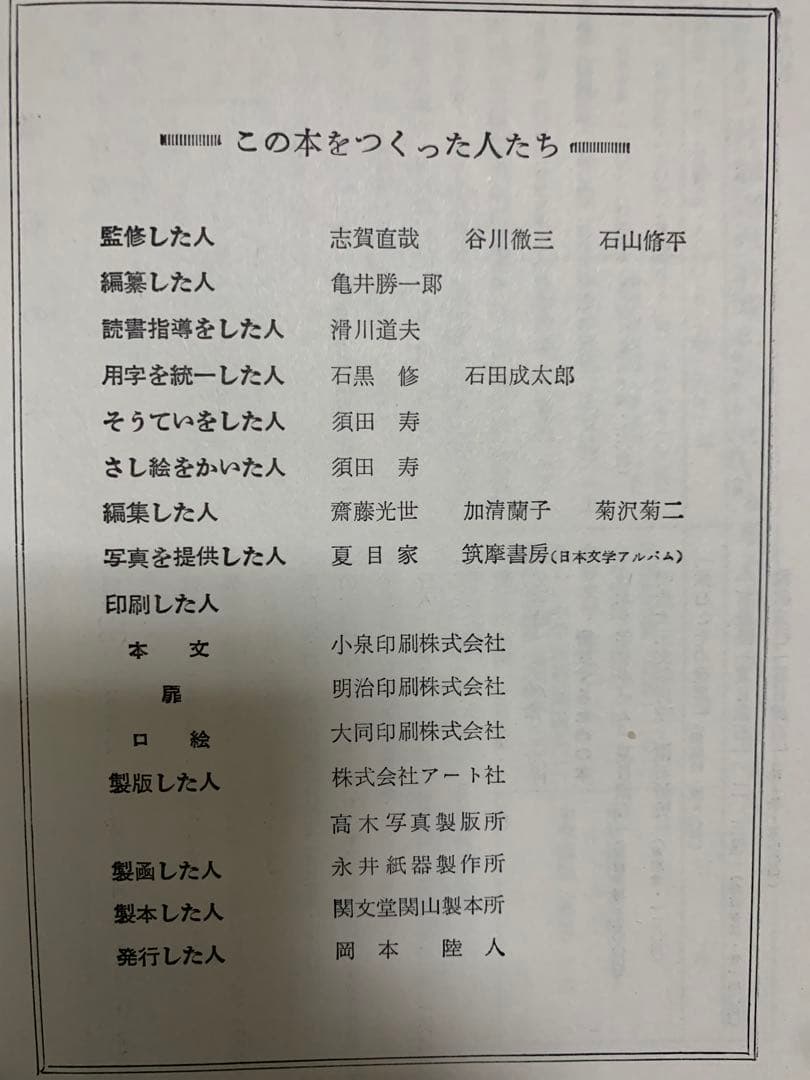 この本をつくった人たち
監修した人 志賀直哉 谷川徹三 石山脩平
編纂した人 亀井勝一郎
読書指導をした人 滑川道夫
用字を統一した人 石黒 修 石田成太郎
そうていをした人 須田 寿
さし絵をかいた人 須田 寿
編集した人 齋藤光世 加清蘭子 菊沢菊二
写真を提供した人 夏目家 筑摩書房(日本文学アルバム)
印刷した人
本文 小泉印刷株式会社
扉 明治印刷株式会社
口絵 大同印刷株式会社
製版した人 株式会社アート社
高木写真製版所
製函した人 永井紙器製作所
製本した人 関文堂関山製本所
発行した人 岡本 陸人